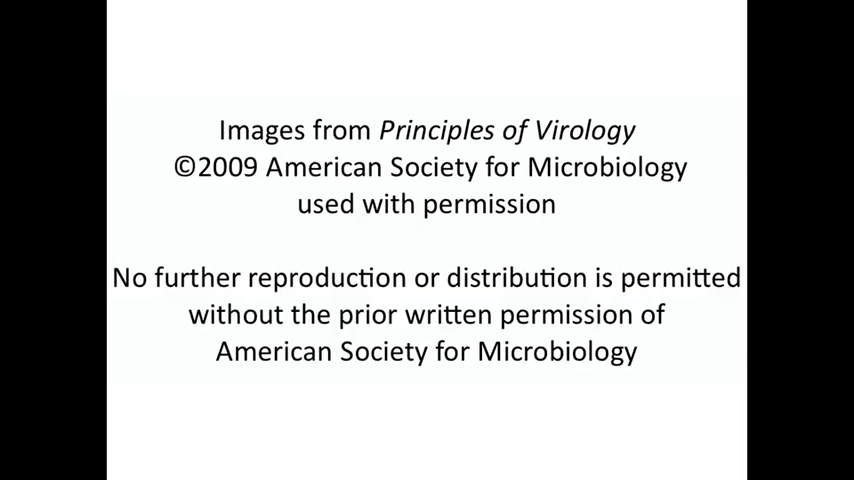 Images from Principles of Virology
©2009 American Society for Microbiology
used with permission
No further reproduction or distribution is permitted
without the prior written permission of
American Society for Microbiology